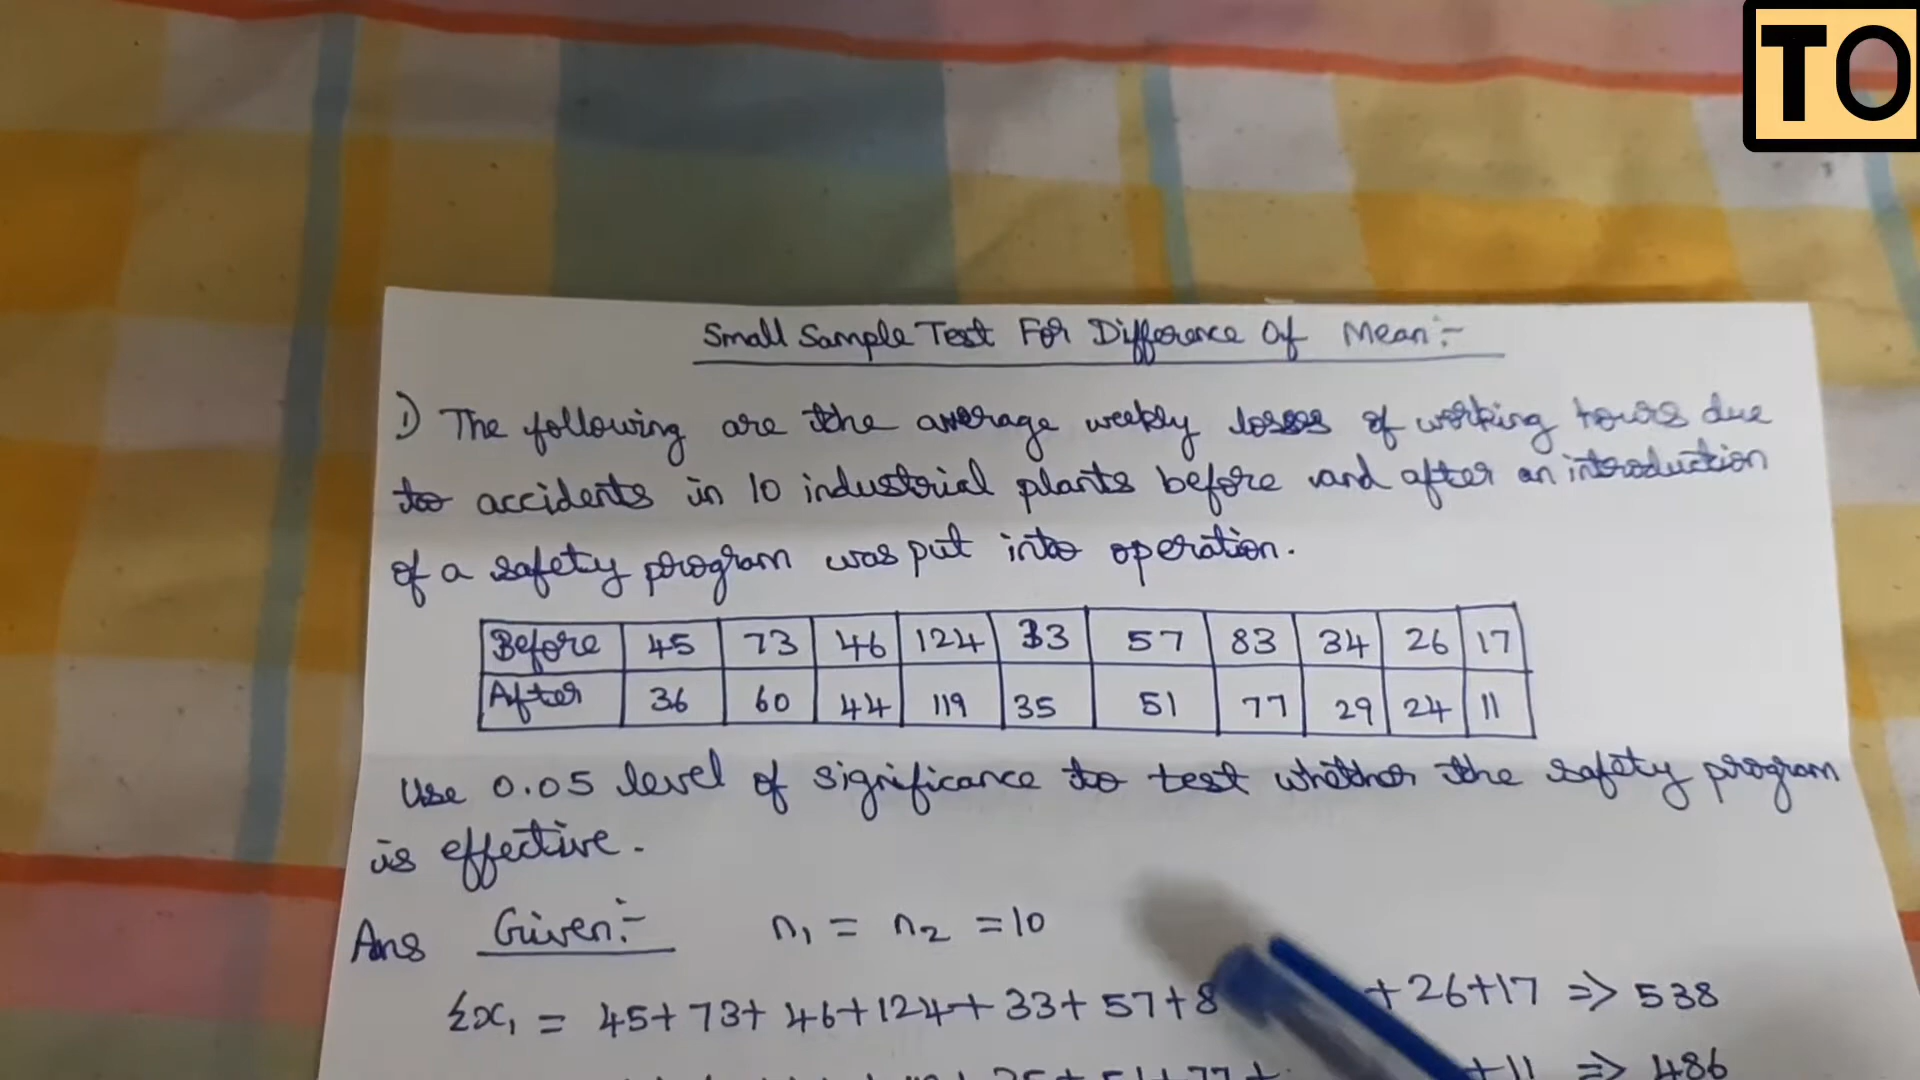 TO
Small Sample Test For Difference Of Mean:-
1) The following are the average weekly losses of working hours due
to accidents in 10 industrial plants before and after an introduction
of a safety program was put into operation.
Before 45 73 46 124 33 57 83 34 26 17
After 36 60 44 119 35 51 77 29 24 11
Use 0.05 level of significance to test whether the safety program
is effective.
Ans Given:- n₁ = n₂ = 10
Σx₁ = 45+73+46+124+33+57+8 +26+17 => 538
+51+77+ +11 => 486